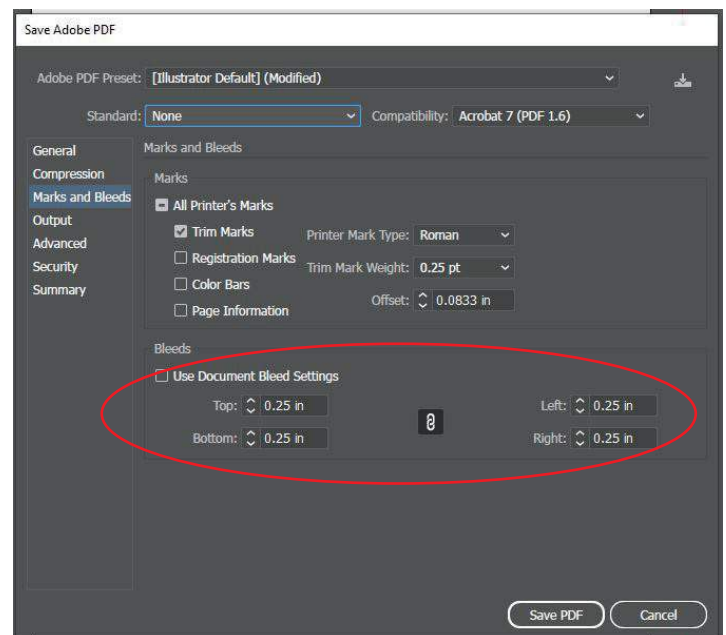 Save Adobe PDF
Adobe PDF Preset: [Illustrator Default] (Modified)
Standard: None Compatibility: Acrobat 7 (PDF 1.6)
General
Compression
Marks and Bleeds
Output
Advanced
Security
Summary
Marks and Bleeds
Marks
All Printer's Marks
Trim Marks Printer Mark Type: Roman
Registration Marks Trim Mark Weight: 0.25 pt
Color Bars Offset: 0.0833 in
Page Information
Bleeds
Use Document Bleed Settings
Top: 0.25 in Left: 0.25 in
Bottom: 0.25 in Right: 0.25 in
Save PDF Cancel